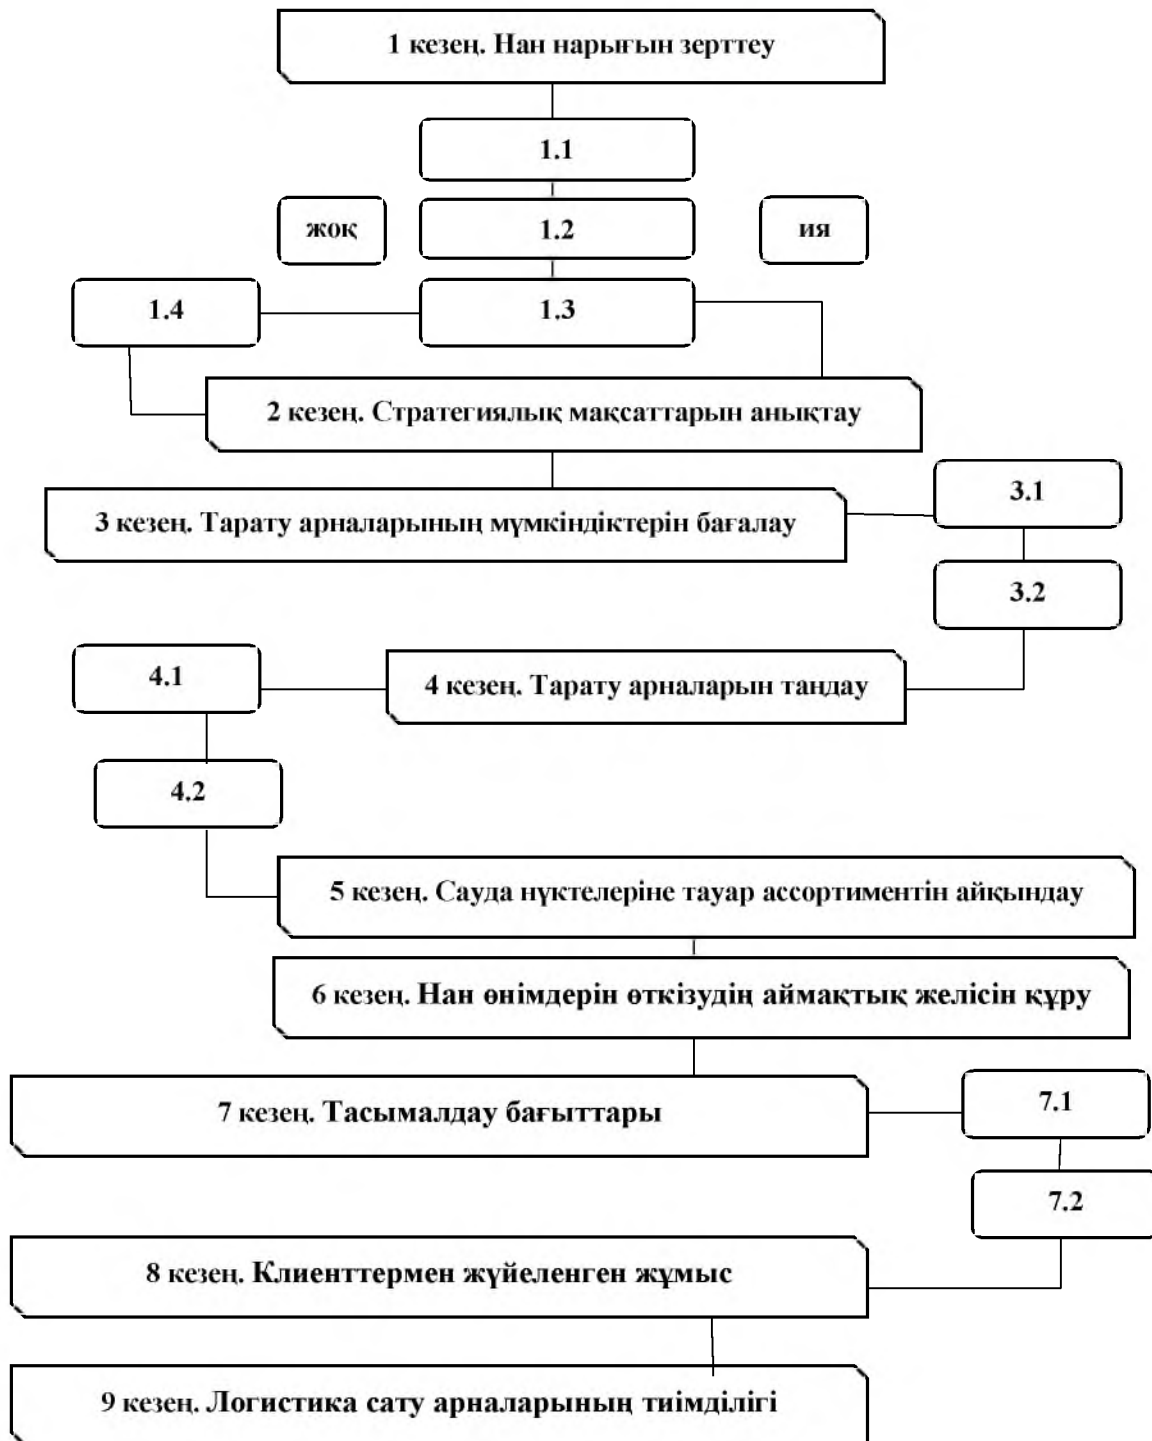 1 кезең. Нан нарығын зерттеу
1.1
жоқ
1.2
ия
1.4
1.3
2 кезең. Стратегиялық мақсаттарын анықтау
3.1
3 кезең. Тарату арналарының мүмкіндіктерін бағалау
3.2
4.1
4 кезең. Тарату арналарын таңдау
4.2
5 кезең. Сауда нүктелеріне тауар ассортиментін айқындау
6 кезең. Нан өнімдерін өткізудің аймақтық желісін құру
7.1
7 кезең. Тасымалдау бағыттары
7.2
8 кезең. Клиенттермен жүйеленген жұмыс
9 кезең. Логистика сату арналарының тиімділігі